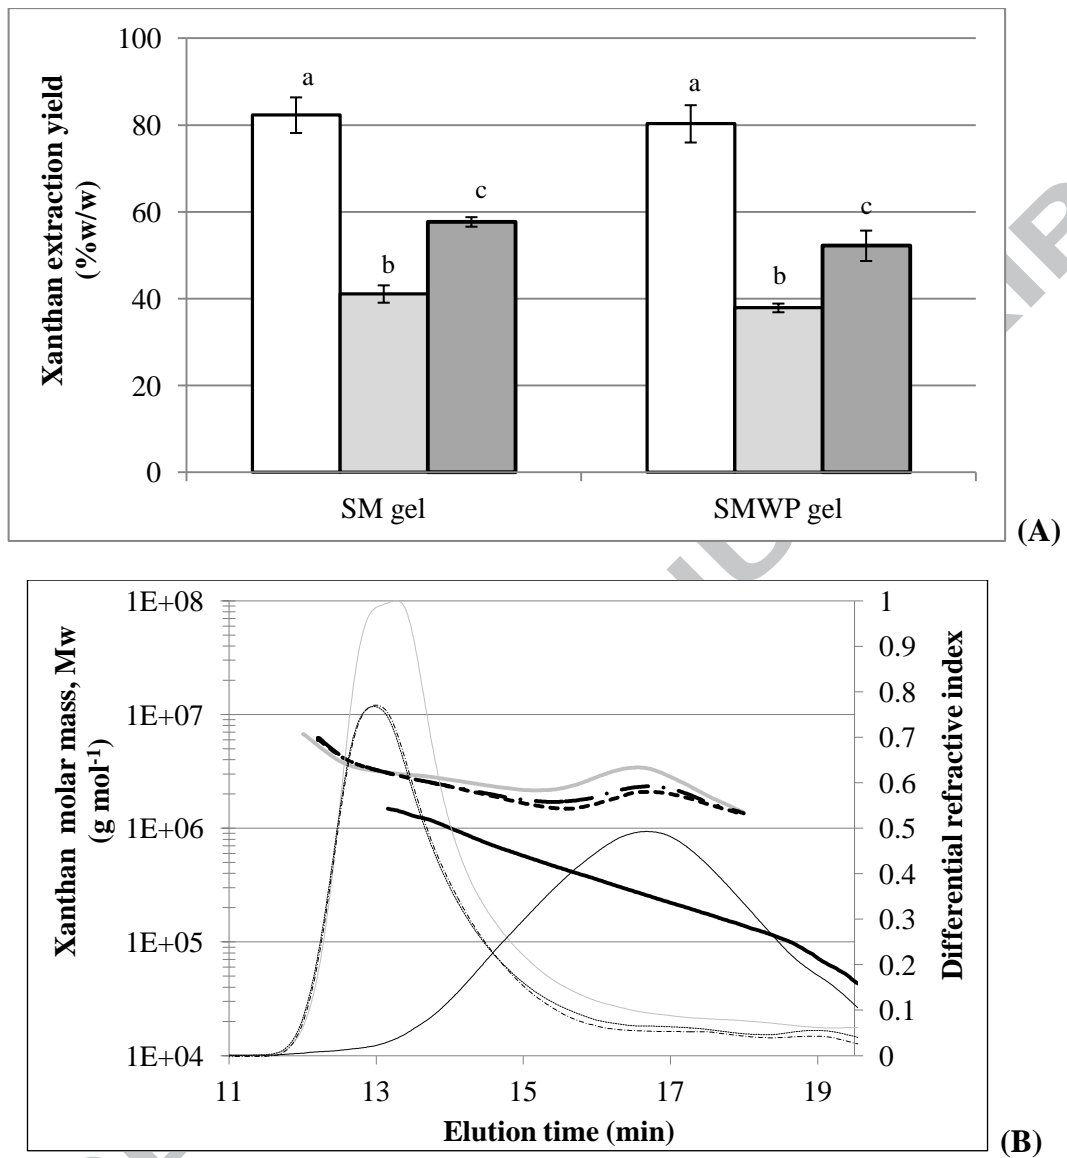 100
80
60
40
20
0
Xanthan extraction yield
(%w/w)
a
b
c
a
b
c
SM gel
SMWP gel
(A)
1E+08
1E+07
1E+06
1E+05
1E+04
Xanthan molar mass, Mw
(g mol-1)
1
0.9
0.8
0.7
0.6
0.5
0.4
0.3
0.2
0.1
0
Differential refractive index
11
13
15
17
19
Elution time (min)
(B)